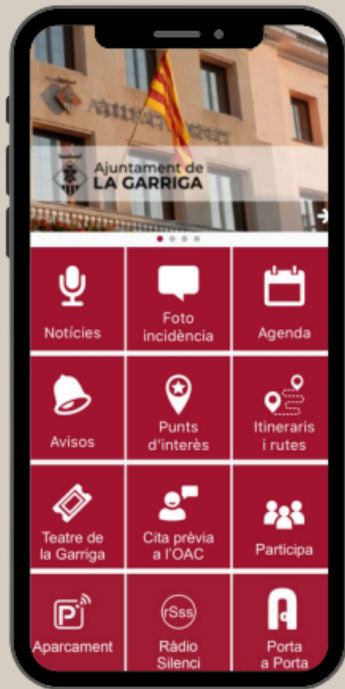 Ajuntament de
LA GARRIGA
Notícies
Foto
incidència
Agenda
Avisos
Punts
d'interès
Itineraris
i rutes
Teatre de
la Garriga
Cita prèvia
a l'OAC
Participa
P
Aparcament
rSss
Ràdio
Silenci
Porta
a Porta